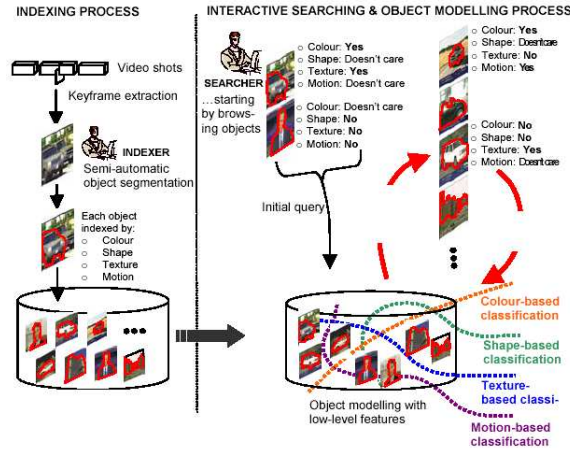 INDEXING PROCESS
Video shots
Keyframe extraction
INDEXER
Semi-automatic
object segmentation
Each object
indexed by:
○ Colour
○ Shape
○ Texture
○ Motion
INTERACTIVE SEARCHING & OBJECT MODELLING PROCESS
SEARCHER
…starting
by brows-
ing objects
○ Colour: Yes
○ Shape: Doesn't care
○ Texture: Yes
○ Motion: Doesn't care
○ Colour: Doesn't care
○ Shape: No
○ Texture: No
○ Motion: No
Initial query
○ Colour: Yes
○ Shape: Doesn't care
○ Texture: No
○ Motion: Yes
○ Colour: No
○ Shape: No
○ Texture: Yes
○ Motion: Doesn't care
Colour-based
classification
Shape-based
classification
Texture-
based classi-
Motion-based
classification
Object modelling with
low-level features